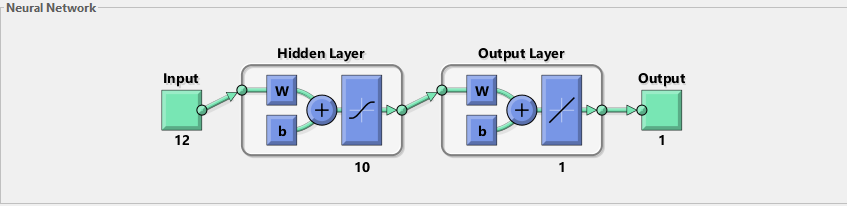 Neural Network
Hidden Layer Output Layer
Input Output
W W
+ +
b b
12 1
10 1